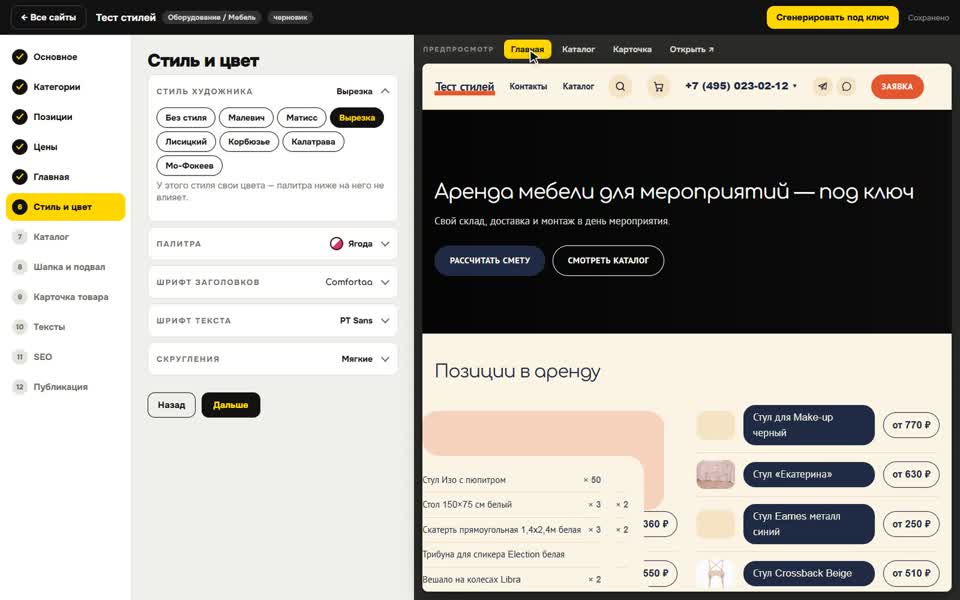 ← Все сайты
Тест стилей
Оборудование / Мебель
черновик
Сгенерировать под ключ
Сохранено
Основное
Категории
Позиции
Цены
Главная
6 Стиль и цвет
7 Каталог
8 Шапка и подвал
9 Карточка товара
10 Тексты
11 SEO
12 Публикация
Стиль и цвет
СТИЛЬ ХУДОЖНИКА Вырезка
Без стиля Малевич Матисс Вырезка
Лисицкий Корбюзье Калатрава
Мо-Фокеев
У этого стиля свои цвета — палитра ниже на него не
влияет.
ПАЛИТРА Ягода
ШРИФТ ЗАГОЛОВКОВ Comfortaa
ШРИФТ ТЕКСТА PT Sans
СКРУГЛЕНИЯ Мягкие
Назад Дальше
ПРЕДПРОСМОТР Главная Каталог Карточка Открыть ↗
Тест стилей Контакты Каталог +7 (495) 023-02-12 ЗАЯВКА
Аренда мебели для мероприятий — под ключ
Свой склад, доставка и монтаж в день мероприятия.
РАССЧИТАТЬ СМЕТУ СМОТРЕТЬ КАТАЛОГ
Позиции в аренду
Стул Изо с пюпитром × 50
Стол 150×75 см белый × 3 × 2
Скатерть прямоугольная 1,4х2,4м белая × 3 × 2
Трибуна для спикера Election белая
Вешало на колесах Libra × 2
360 ₽
550 ₽
Стул для Make-up
черный
от 770 ₽
Стул «Екатерина» от 630 ₽
Стул Eames металл
синий
от 250 ₽
Стул Crossback Beige от 510 ₽